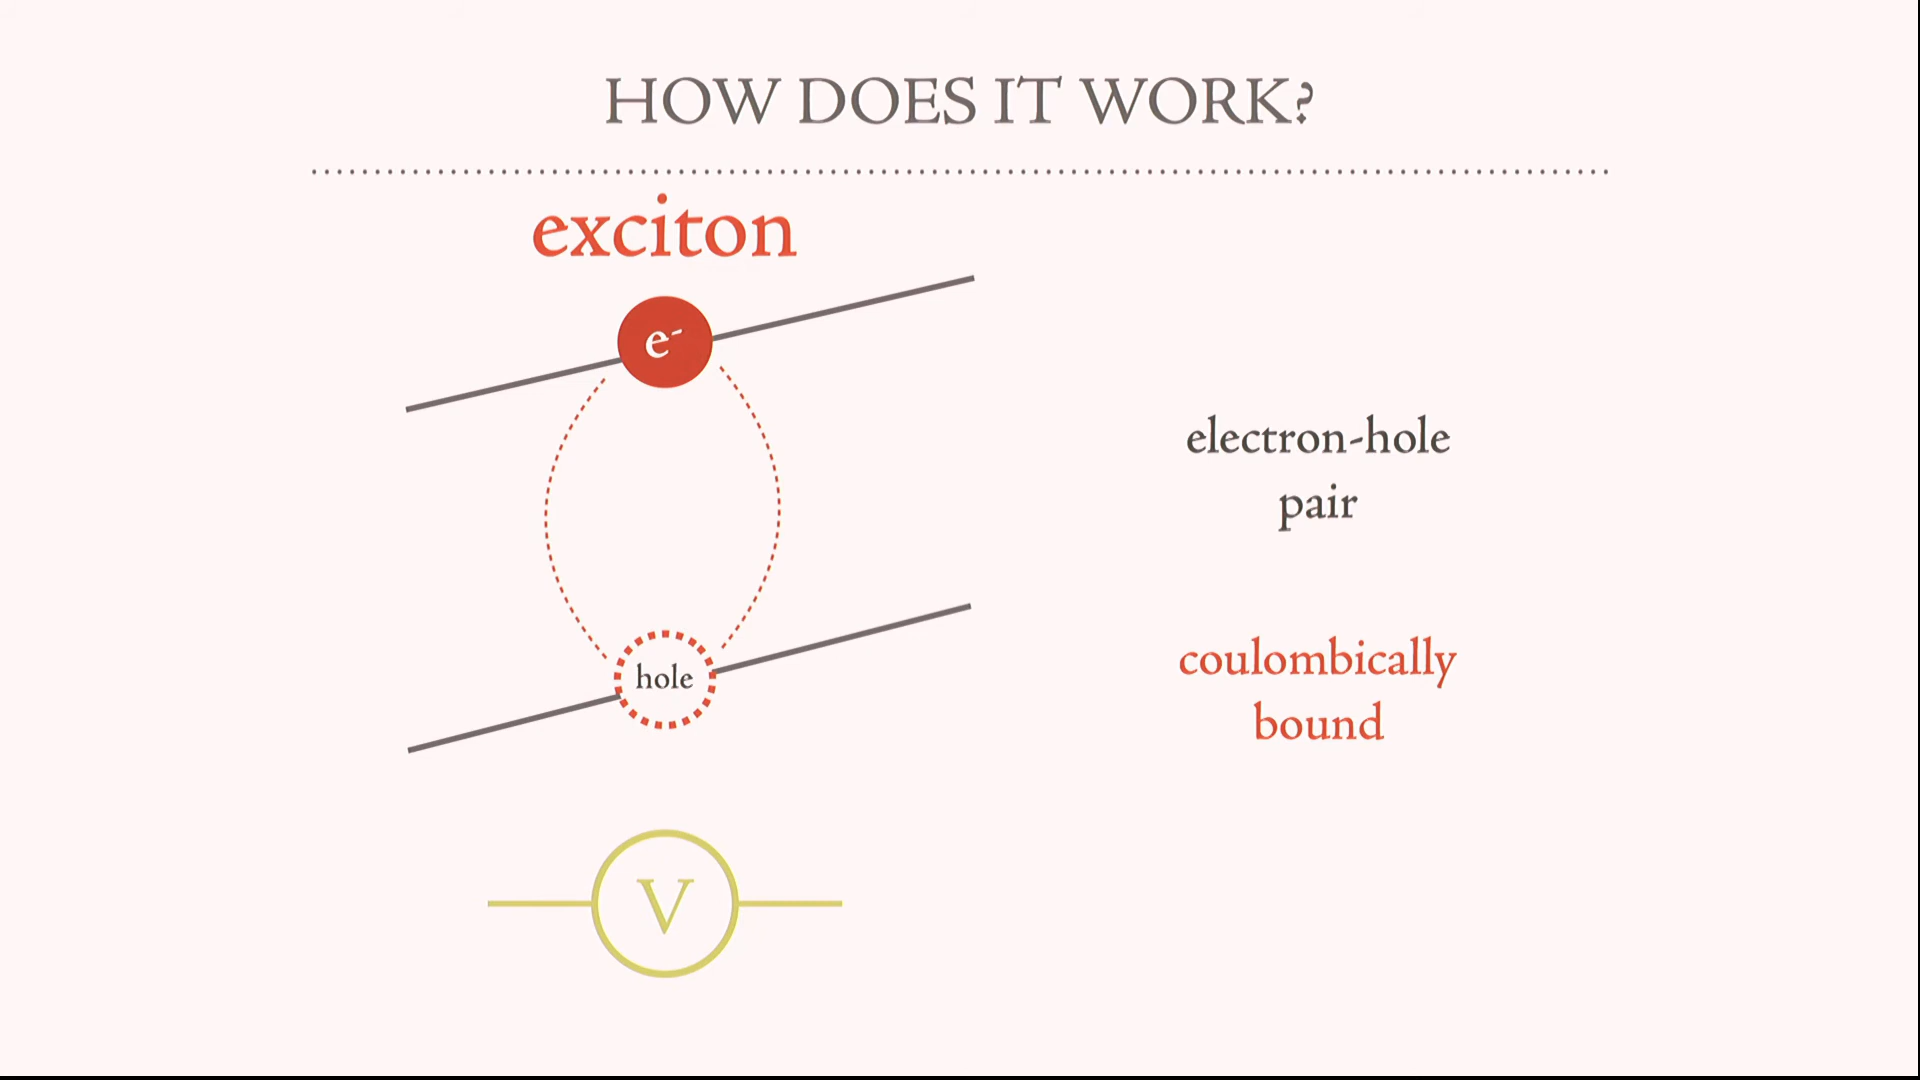 HOW DOES IT WORK?
exciton
e-
hole
electron-hole
pair
coulombically
bound
V